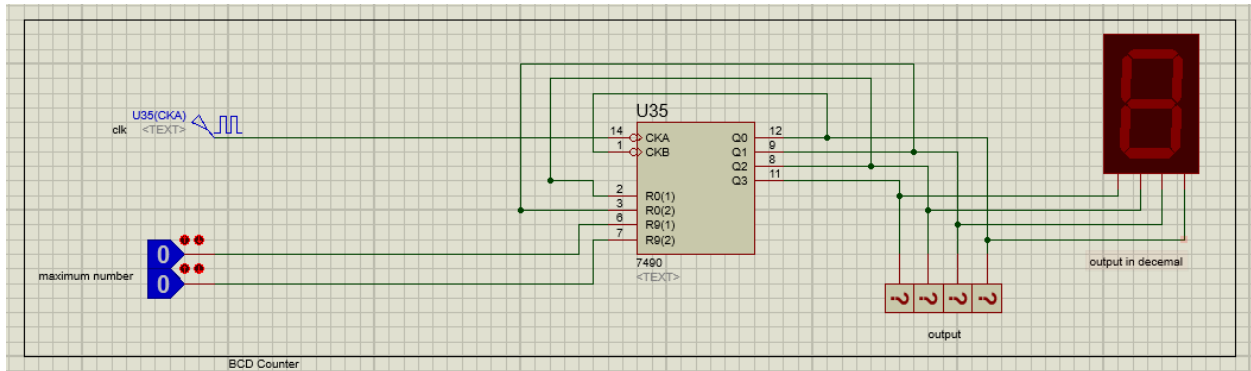 U35
U35(CKA)
clk
<TEXT>
14
CKA
Q0
12
1
CKB
Q1
9
Q2
8
Q3
11
2
R0(1)
3
R0(2)
6
R9(1)
7
R9(2)
0
0
maximum number
7490
<TEXT>
output in decemal
? ? ? ?
output
BCD Counter